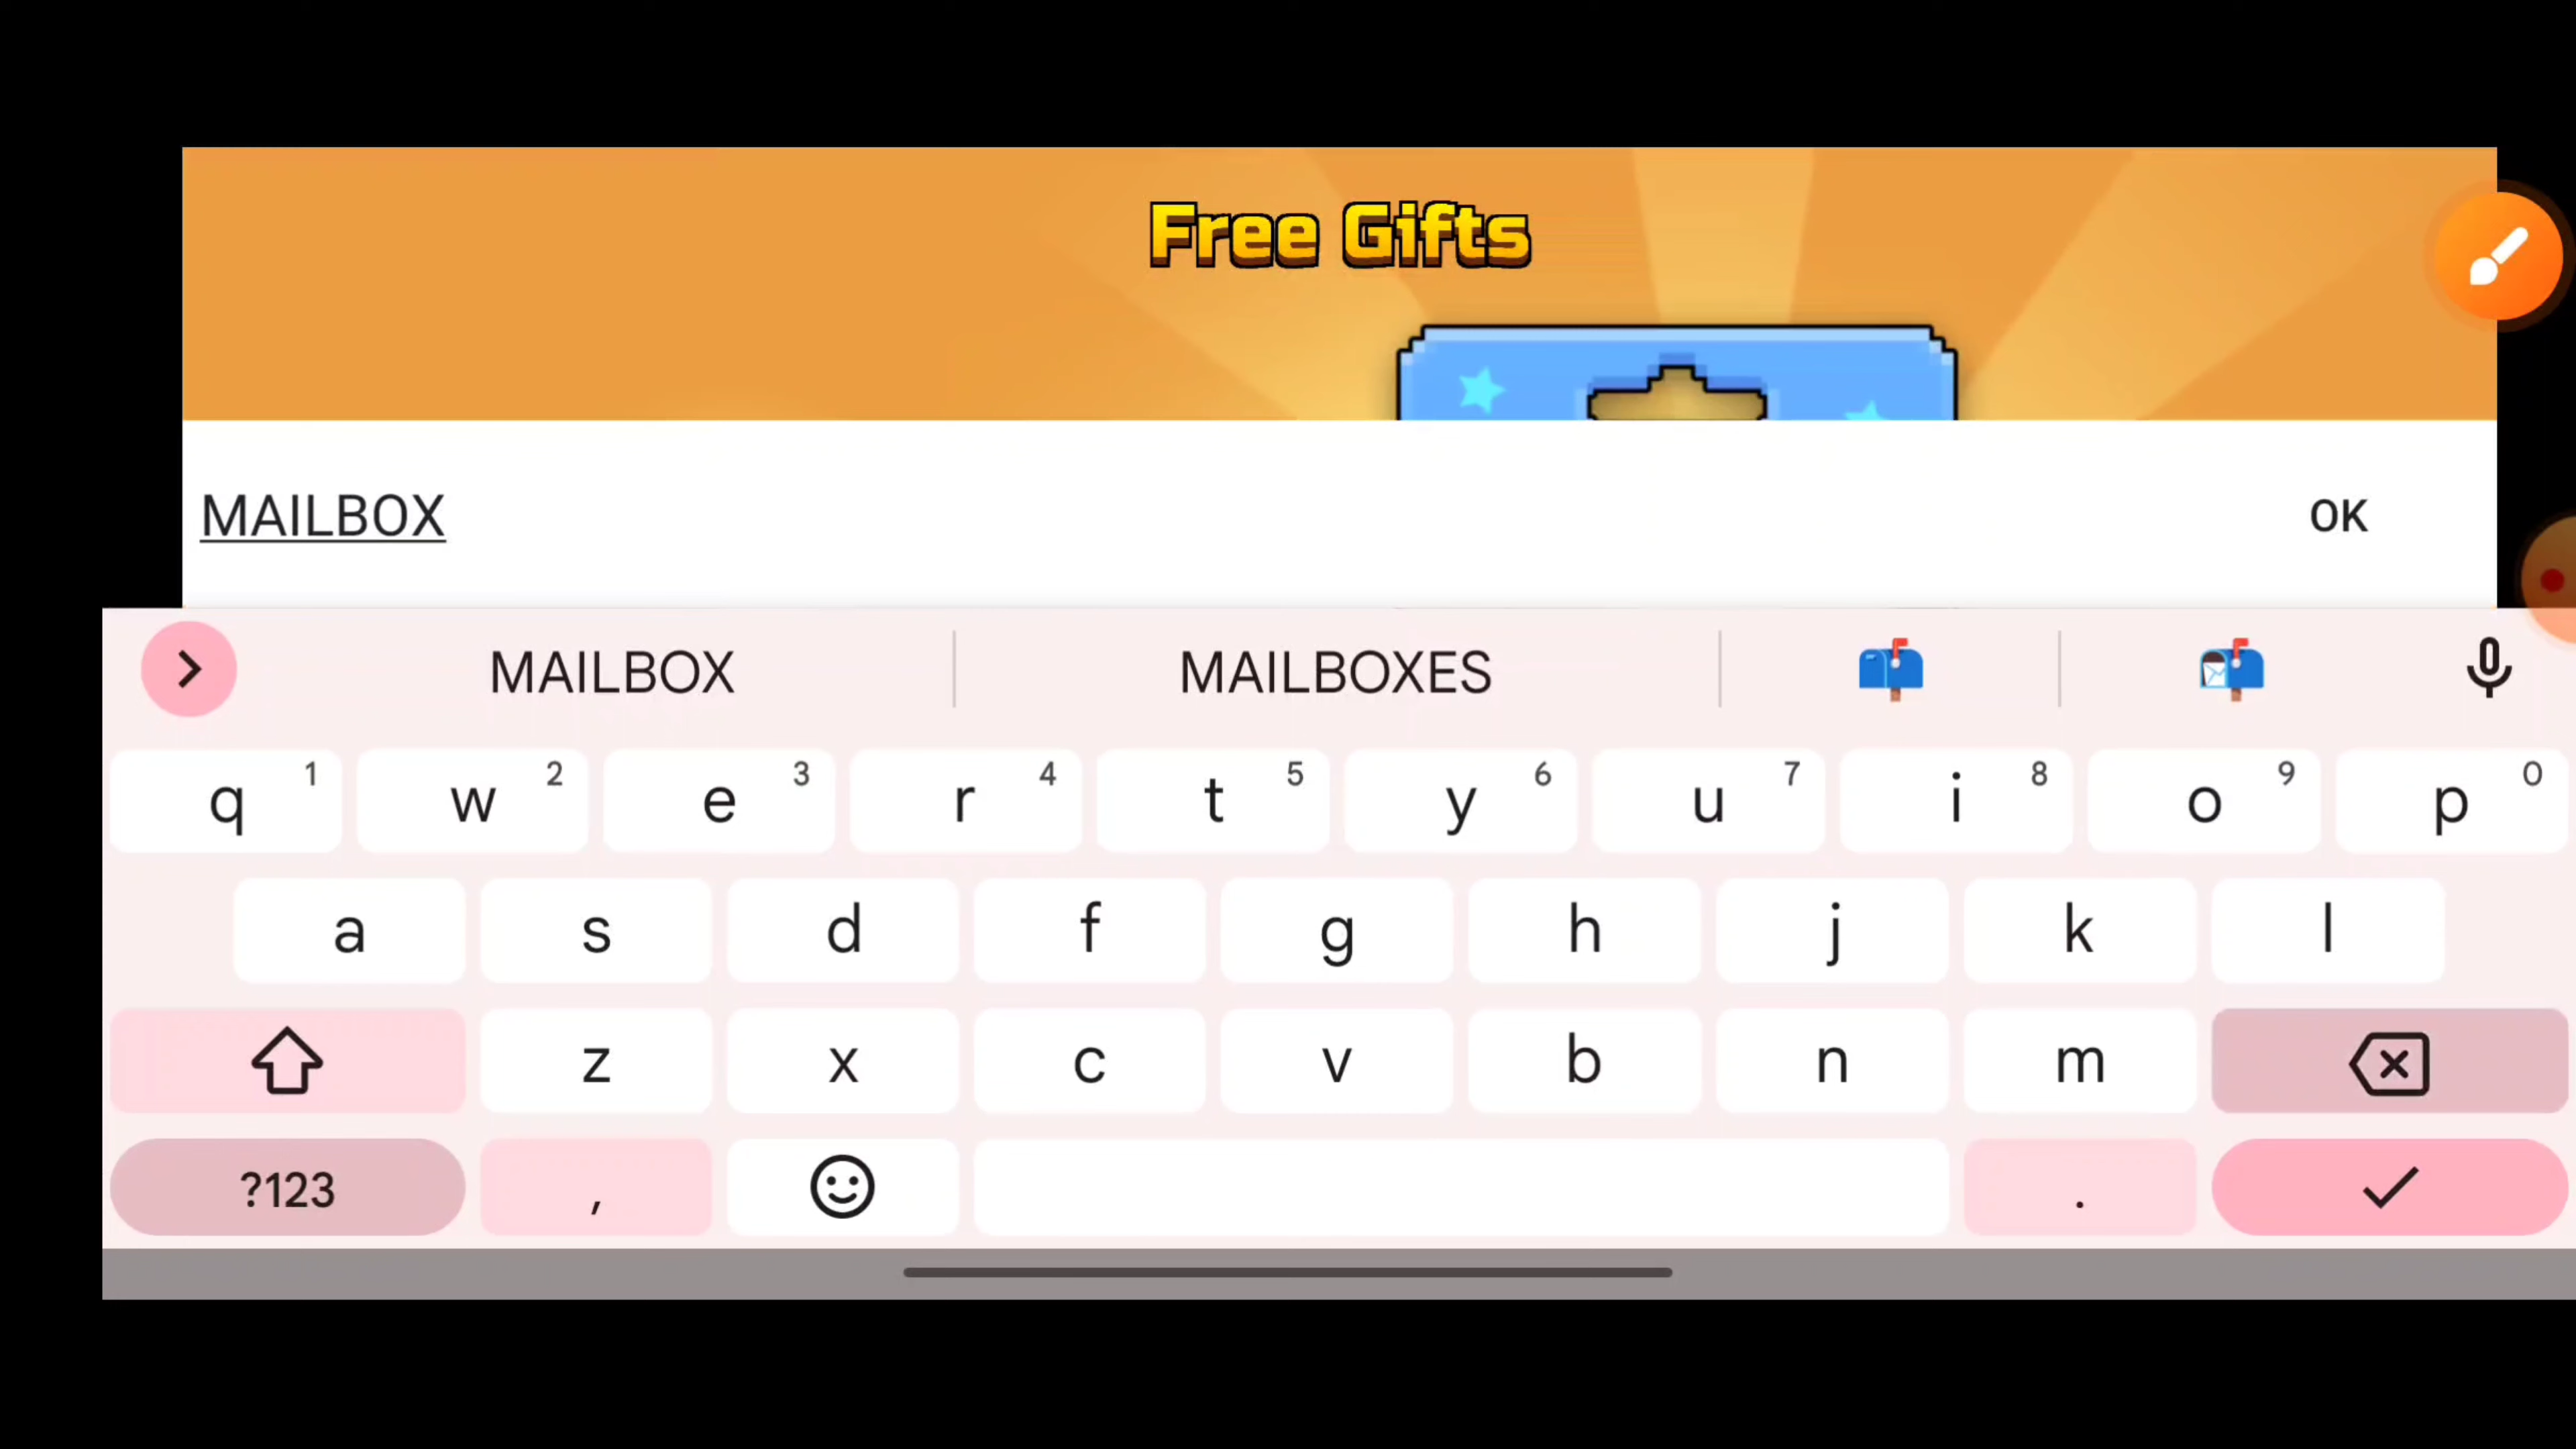 Free Gifts
MAILBOX OK
MAILBOX MAILBOXES
q 1 w 2 e 3 r 4 t 5 y 6 u 7 i 8 o 9 p 0
a s d f g h j k l
z x c v b n m
?123 , .